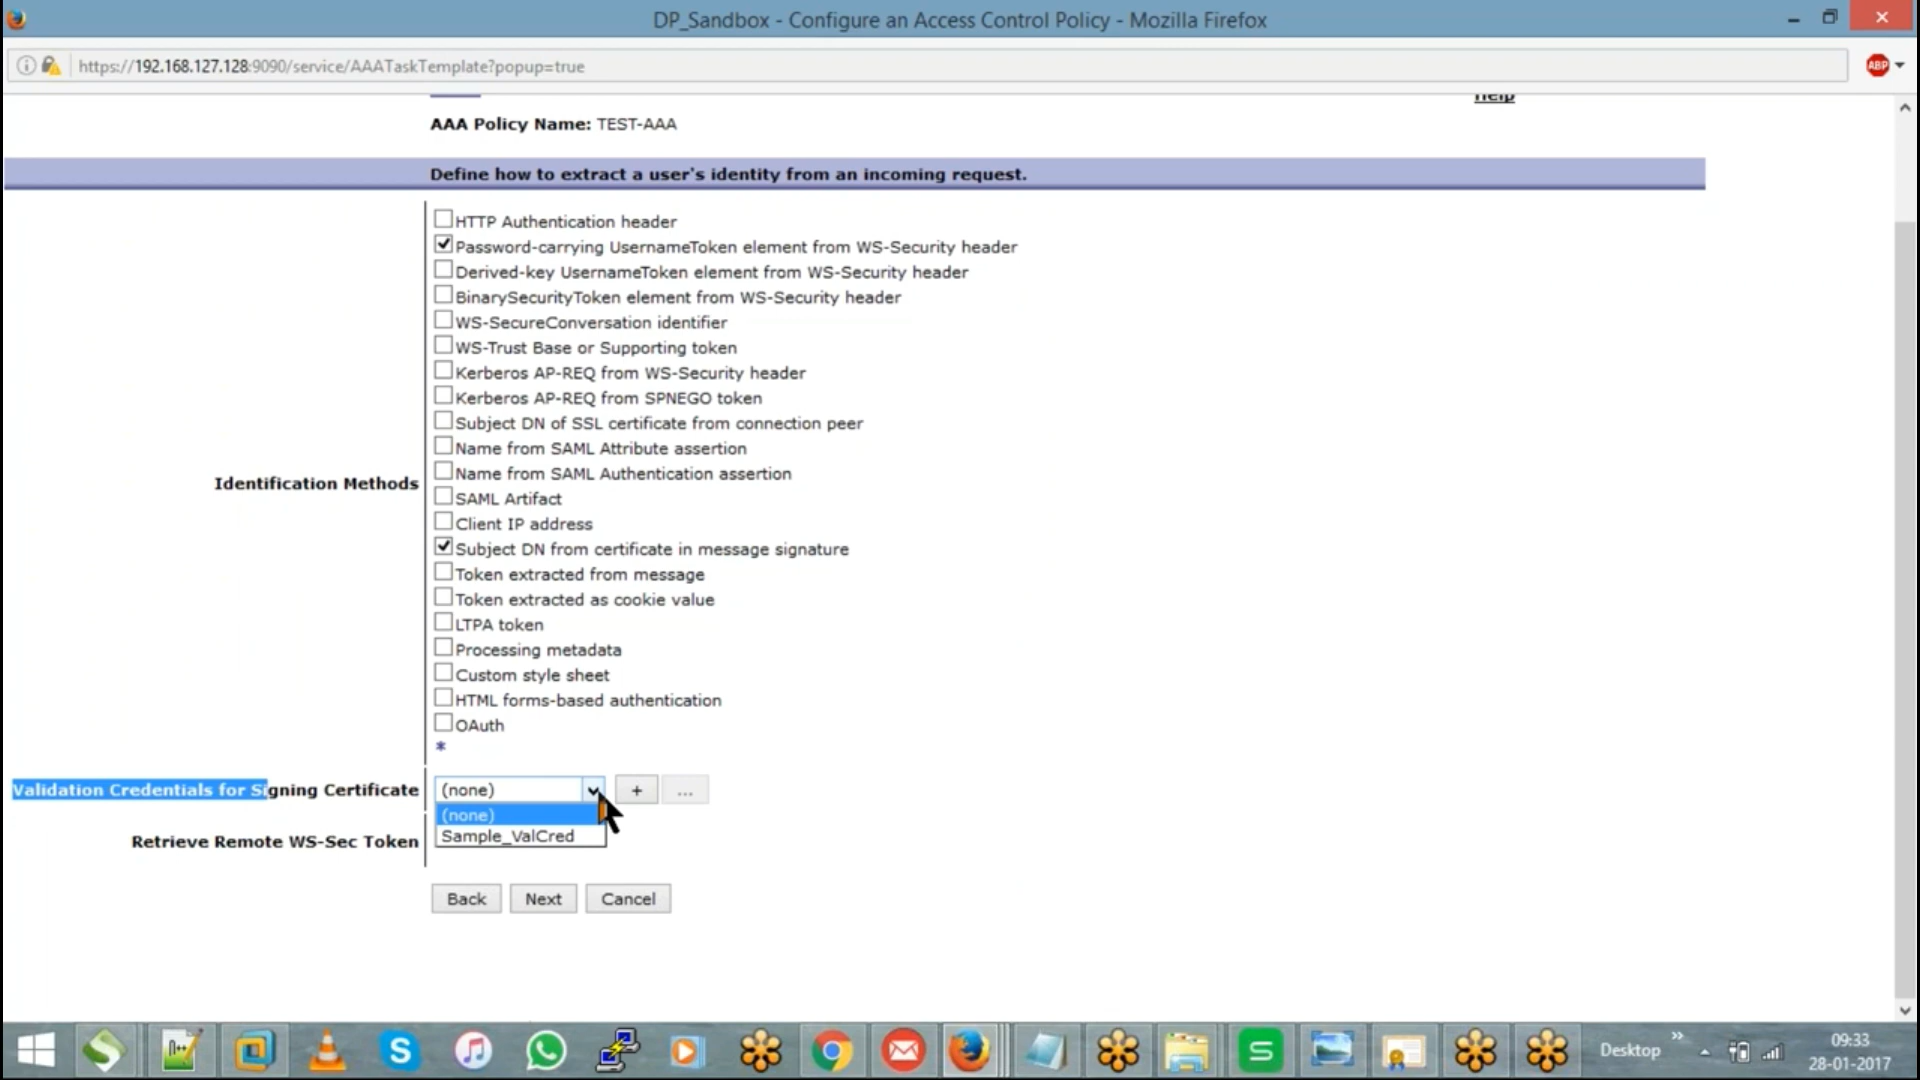 DP_Sandbox - Configure an Access Control Policy - Mozilla Firefox
https://192.168.127.128:9090/service/AAATaskTemplate?popup=true
ABP
Help
AAA Policy Name: TEST-AAA
Define how to extract a user's identity from an incoming request.
Identification Methods
HTTP Authentication header
Password-carrying UsernameToken element from WS-Security header
Derived-key UsernameToken element from WS-Security header
BinarySecurityToken element from WS-Security header
WS-SecureConversation identifier
WS-Trust Base or Supporting token
Kerberos AP-REQ from WS-Security header
Kerberos AP-REQ from SPNEGO token
Subject DN of SSL certificate from connection peer
Name from SAML Attribute assertion
Name from SAML Authentication assertion
SAML Artifact
Client IP address
Subject DN from certificate in message signature
Token extracted from message
Token extracted as cookie value
LTPA token
Processing metadata
Custom style sheet
HTML forms-based authentication
OAuth
*
Validation Credentials for Signing Certificate (none) + ...
(none)
Sample_ValCred
Retrieve Remote WS-Sec Token
Back Next Cancel
Desktop
09:33
28-01-2017